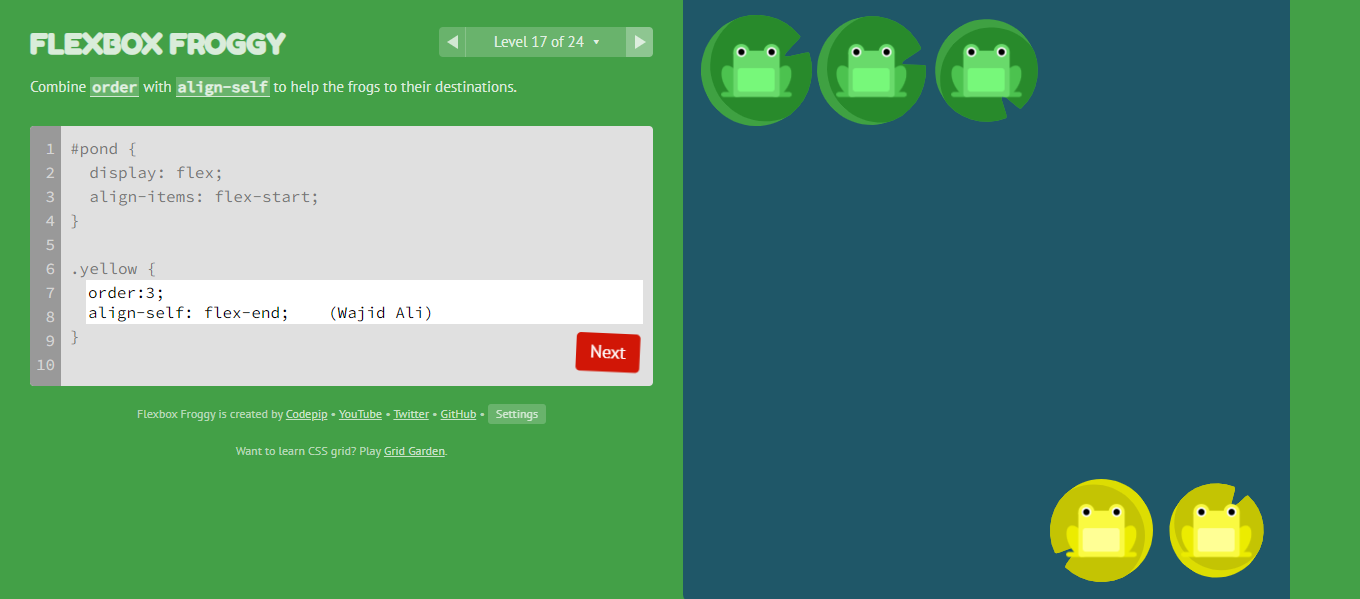 FLEXBOX FROGGY
Level 17 of 24
Combine order with align-self to help the frogs to their destinations.
1 #pond {
2 display: flex;
3 align-items: flex-start;
4 }
5
6 .yellow {
7 order:3;
8 align-self: flex-end; (Wajid Ali)
9 }
10
Next
Flexbox Froggy is created by Codepip • YouTube • Twitter • GitHub • Settings
Want to learn CSS grid? Play Grid Garden.